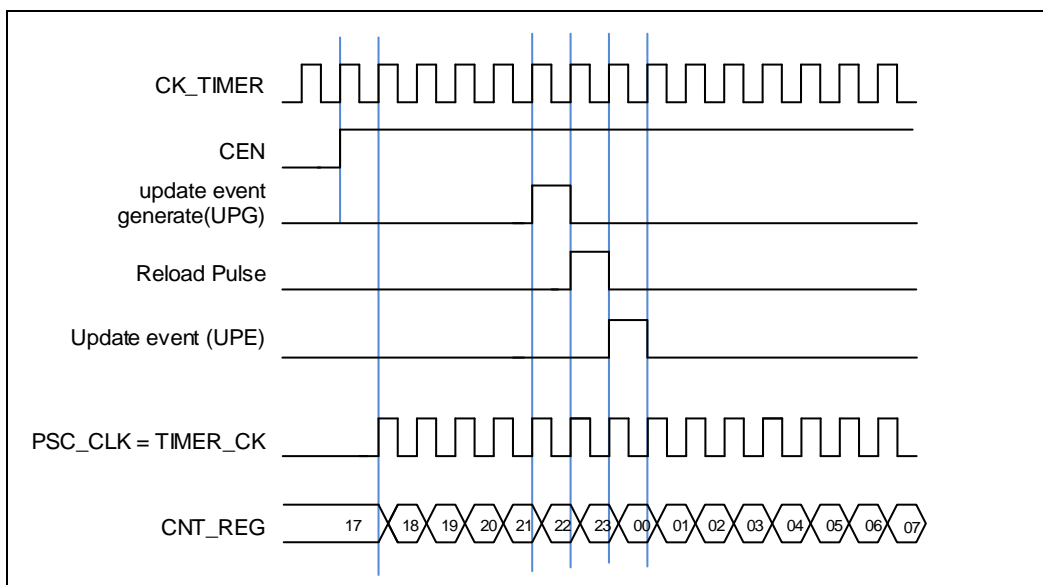 CK_TIMER
CEN
update event
generate(UPG)
Reload Pulse
Update event (UPE)
PSC_CLK = TIMER_CK
CNT_REG 17 18 19 20 21 22 23 00 01 02 03 04 05 06 07